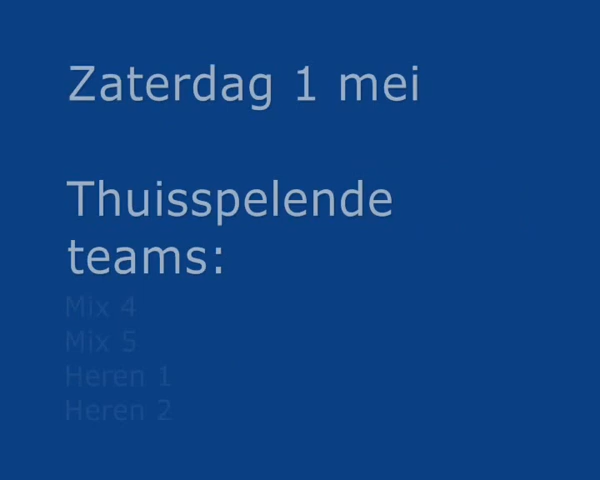 Zaterdag 1 mei
Thuisspelende
teams:
Mix 4
Mix 5
Heren 1
Heren 2